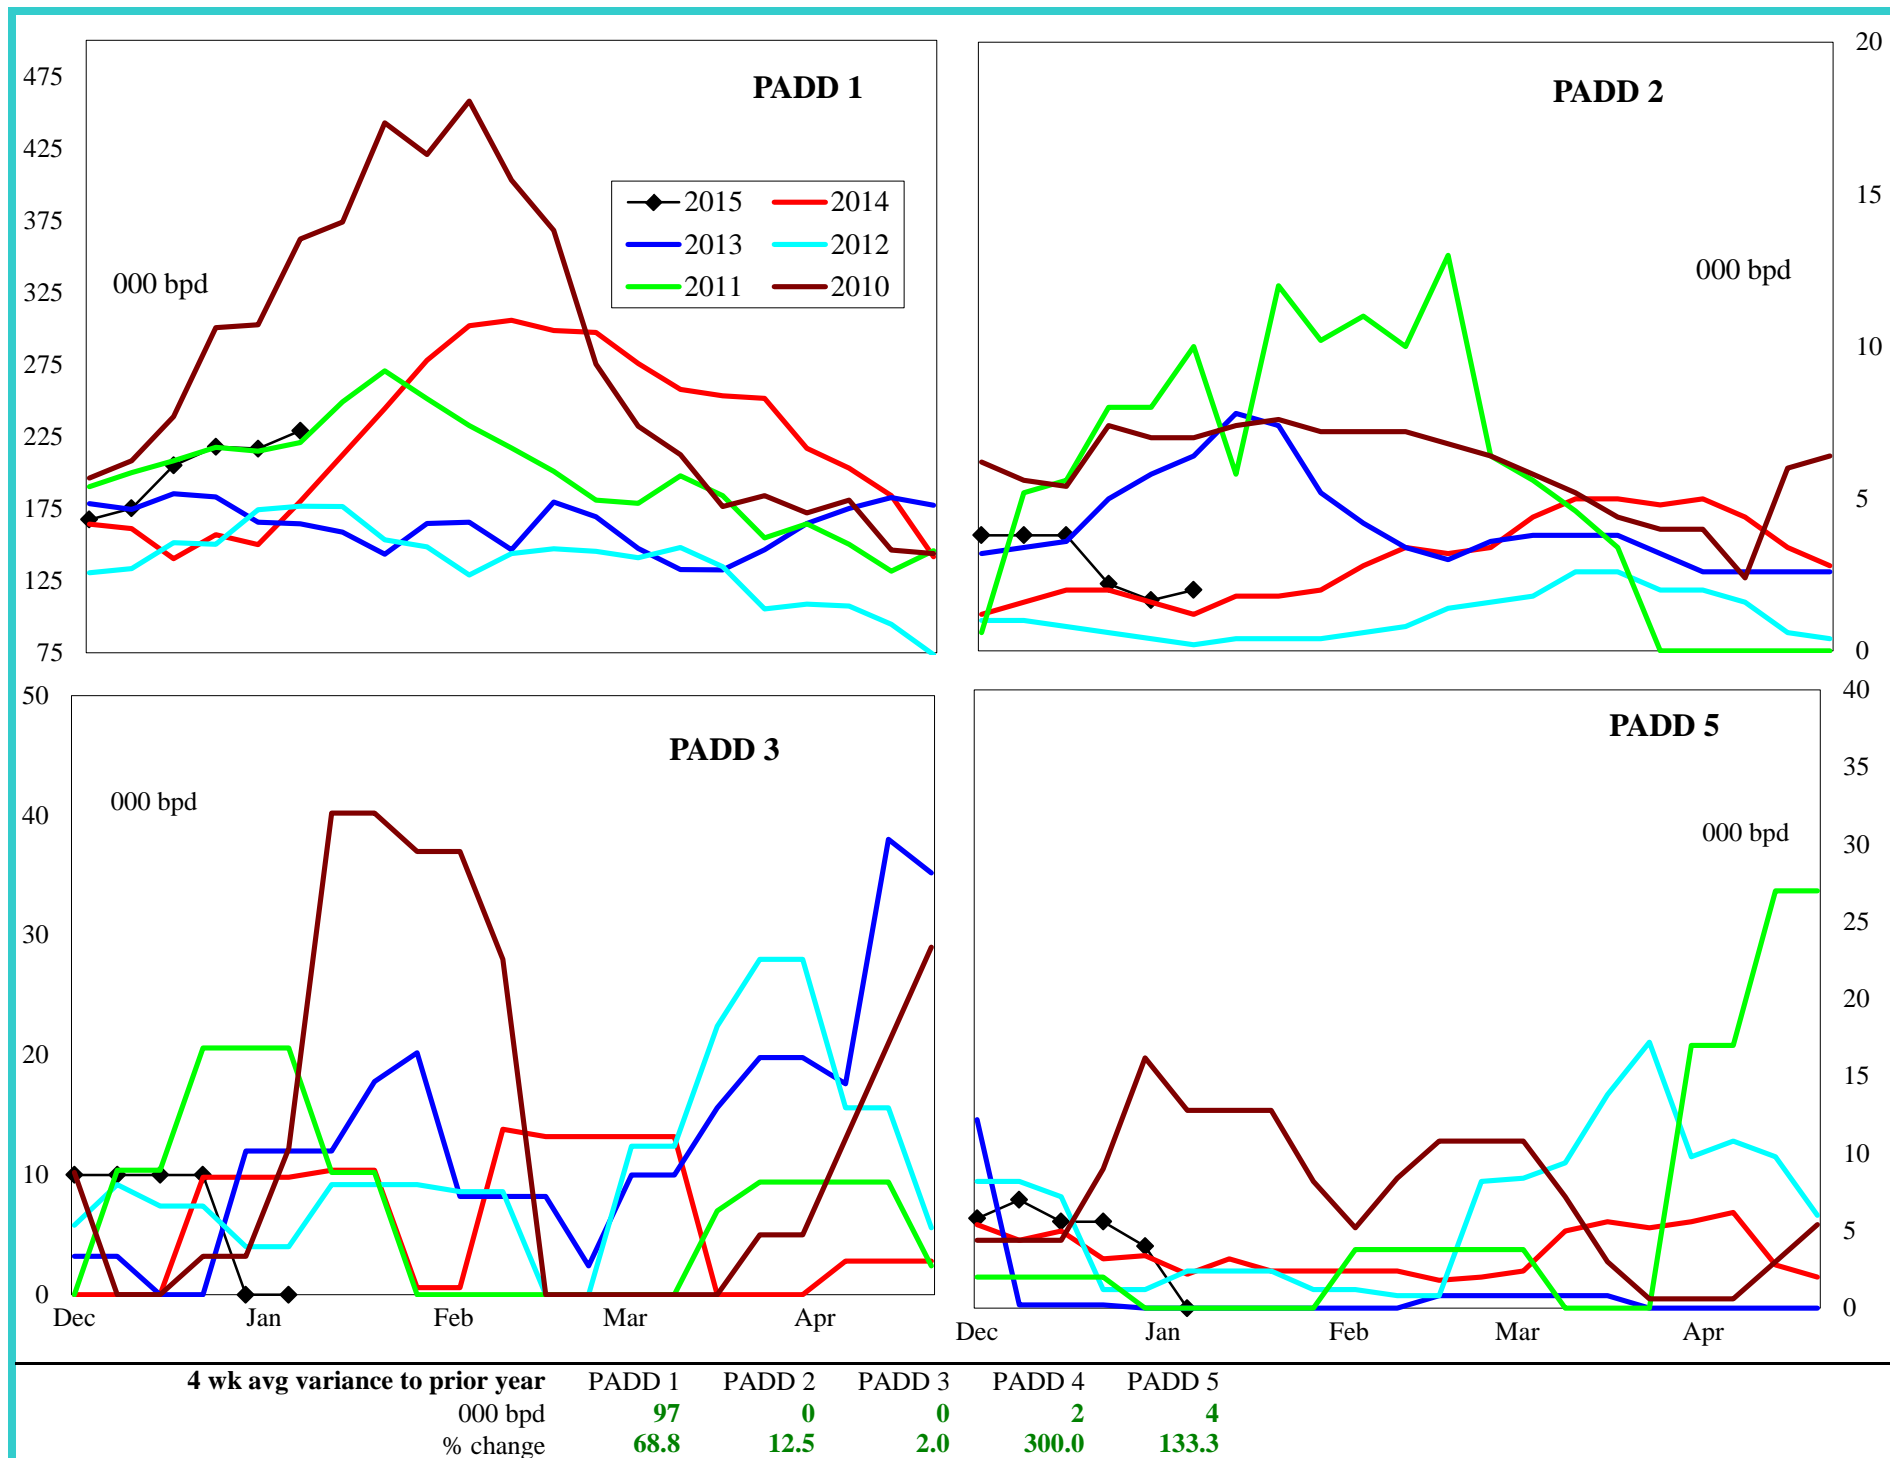 PADD 1
475
425
375
325
275
225
175
125
75
000 bpd
2015 2014
2013 2012
2011 2010
PADD 2
20
15
10
5
0
000 bpd
PADD 3
50
40
30
20
10
0
000 bpd
Dec Jan Feb Mar Apr
PADD 5
40
35
30
25
20
15
10
5
0
000 bpd
Dec Jan Feb Mar Apr
4 wk avg variance to prior year PADD 1 PADD 2 PADD 3 PADD 4 PADD 5
000 bpd 97 0 0 2 4
% change 68.8 12.5 2.0 300.0 133.3